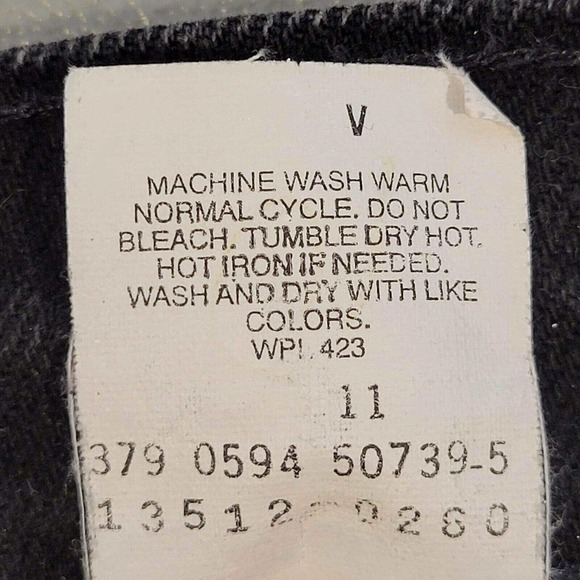 V
MACHINE WASH WARM
NORMAL CYCLE. DO NOT
BLEACH. TUMBLE DRY HOT.
HOT IRON IF NEEDED.
WASH AND DRY WITH LIKE
COLORS.
WPL 423
11
379 0594 50739-5